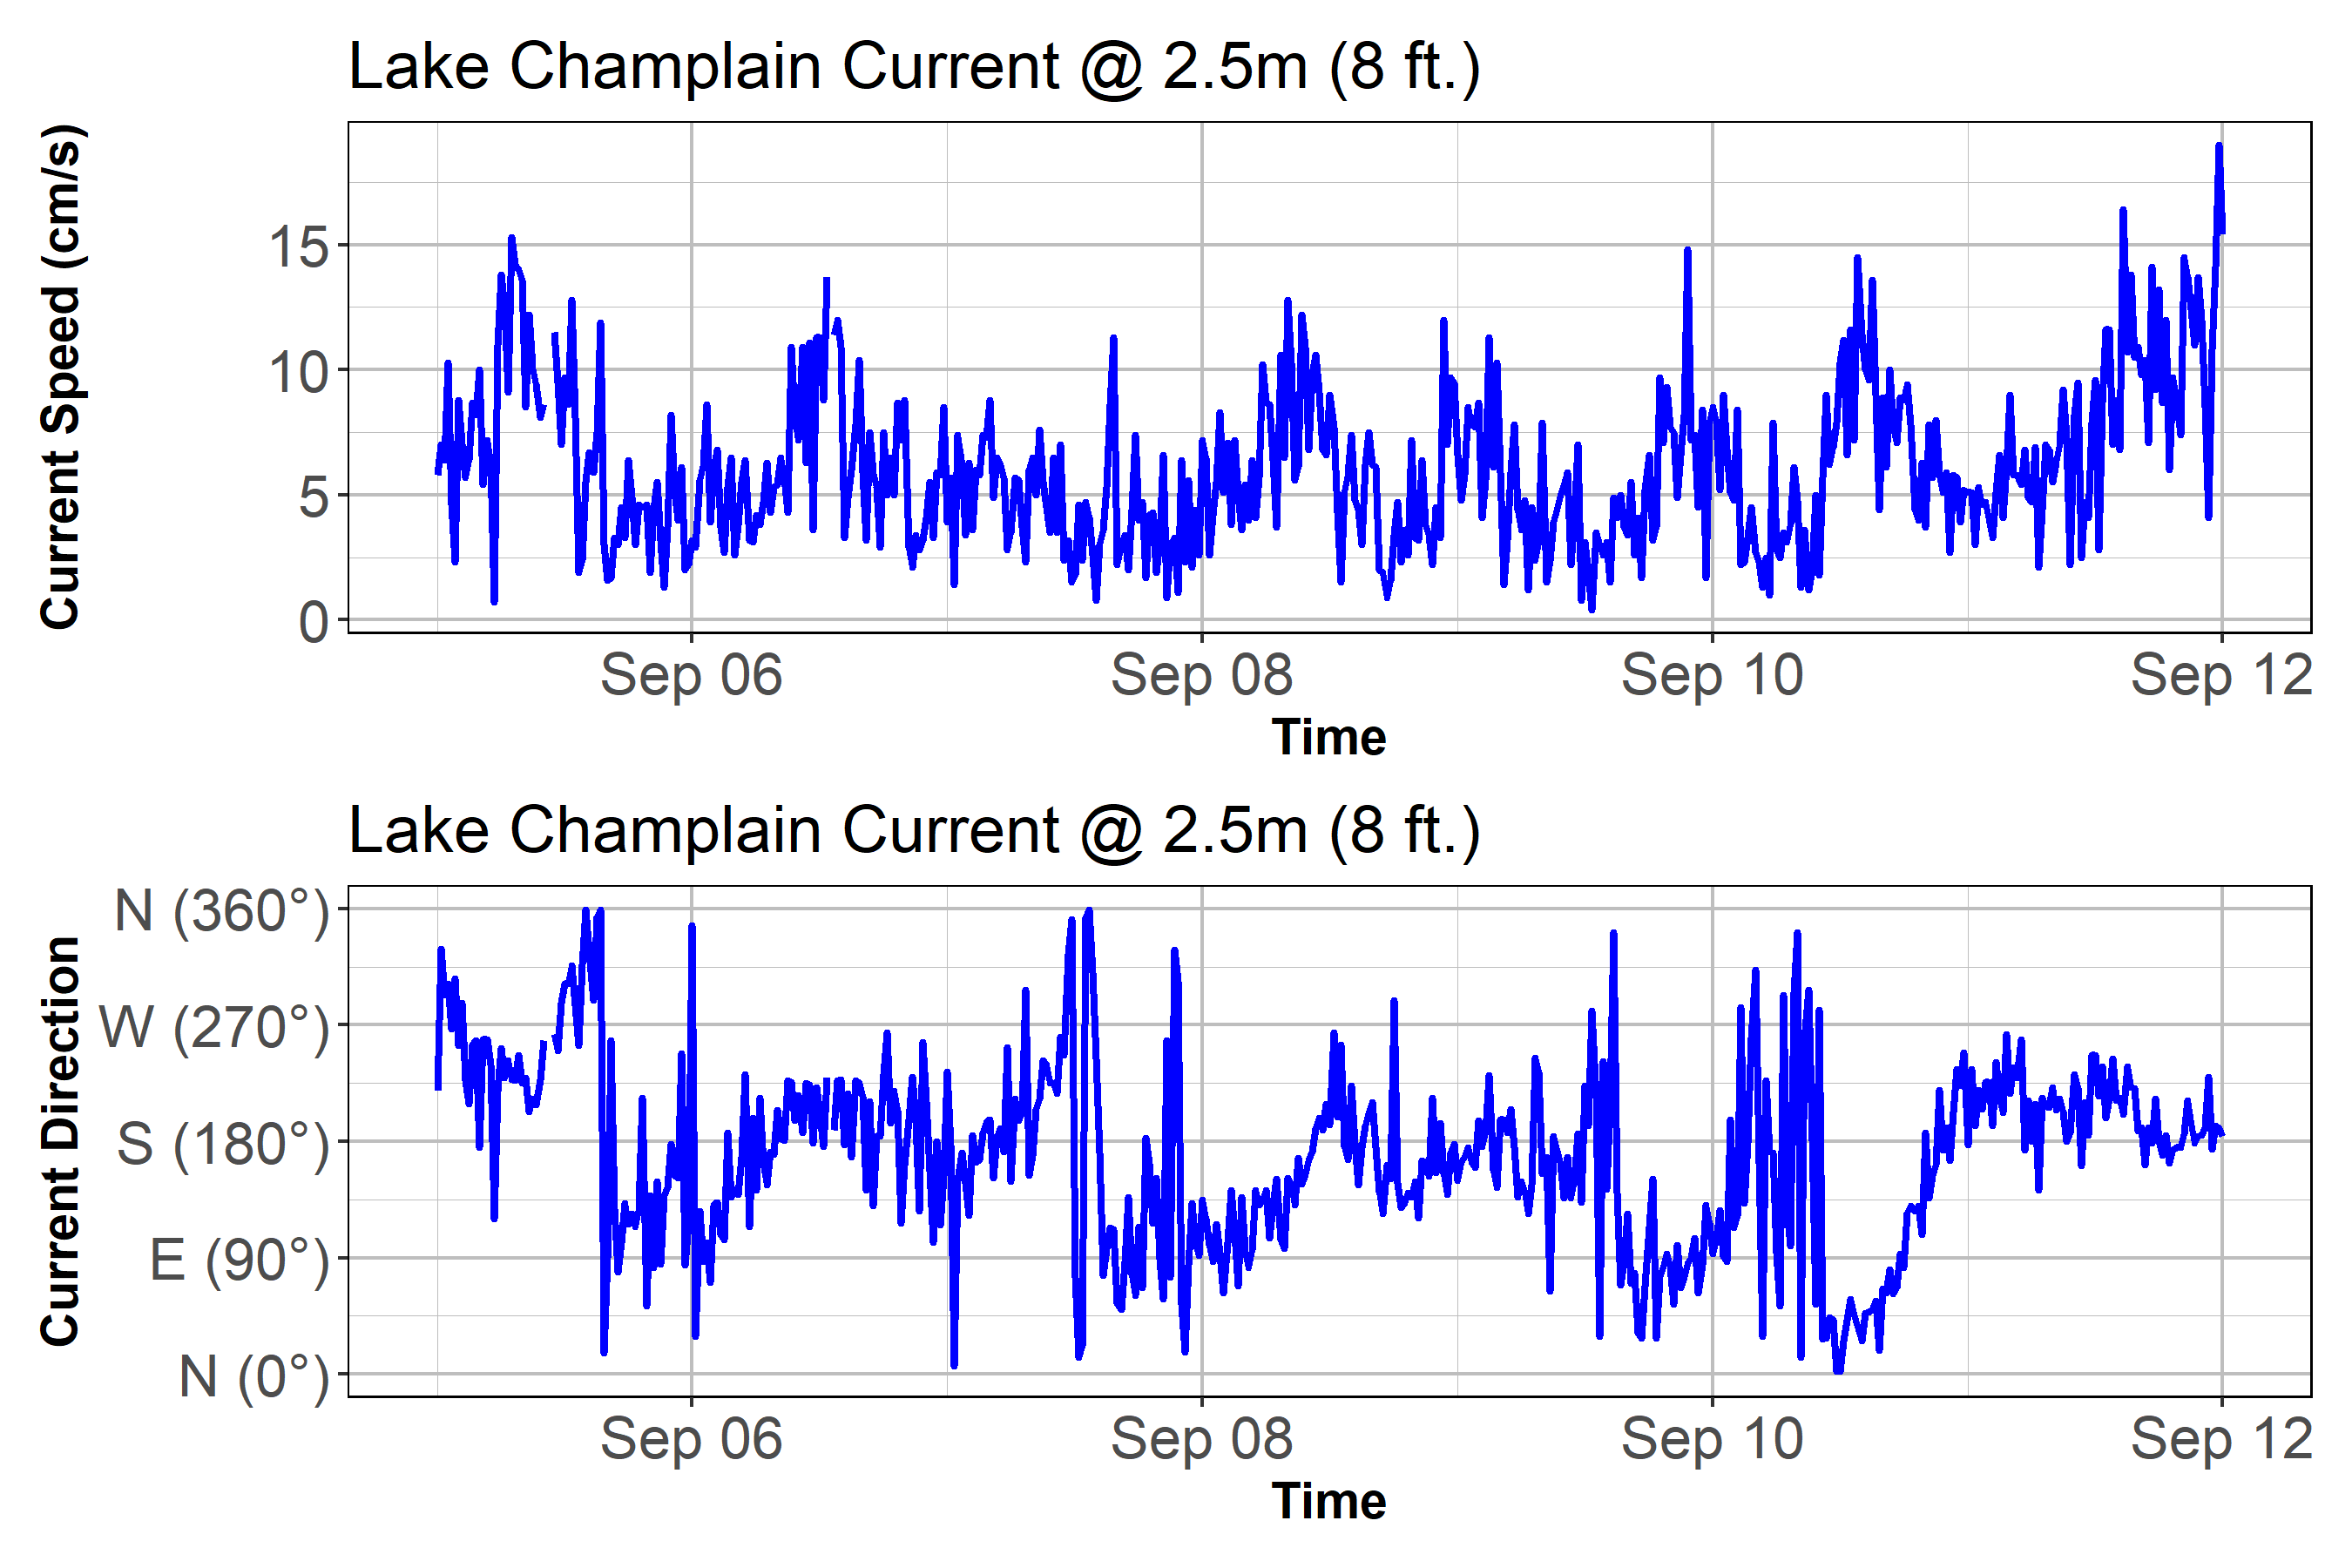 Lake Champlain Current @ 2.5m (8 ft.)
Current Speed (cm/s)
15
10
5
0
Sep 06 Sep 08 Sep 10 Sep 12
Time
Lake Champlain Current @ 2.5m (8 ft.)
Current Direction
N (360°)
W (270°)
S (180°)
E (90°)
N (0°)
Sep 06 Sep 08 Sep 10 Sep 12
Time